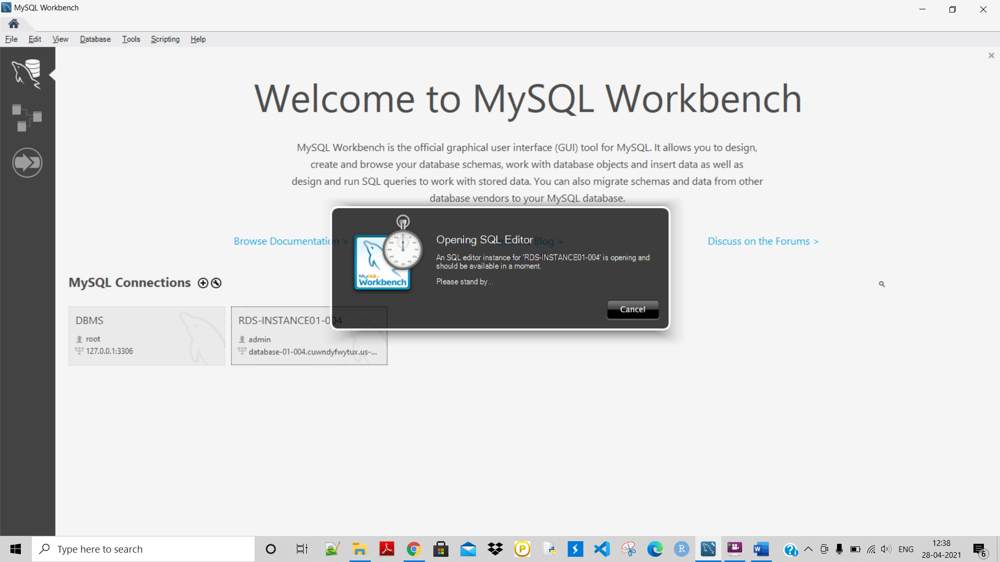 MySQL Workbench
File Edit View Database Tools Scripting Help
Welcome to MySQL Workbench
MySQL Workbench is the official graphical user interface (GUI) tool for MySQL. It allows you to design,
create and browse your database schemas, work with database objects and insert data as well as
design and run SQL queries to work with stored data. You can also migrate schemas and data from other
database vendors to your MySQL database.
Browse Documentation >
Blog >
Discuss on the Forums >
Opening SQL Editor
An SQL editor instance for 'RDS-INSTANCE01-004' is opening and
should be available in a moment.
Please stand by...
MySQL
Workbench
Cancel
MySQL Connections
DBMS
root
127.0.0.1:3306
RDS-INSTANCE01-004
admin
database-01-004.cuwndyfwytux.us-...
Type here to search
ENG
12:38
28-04-2021
6